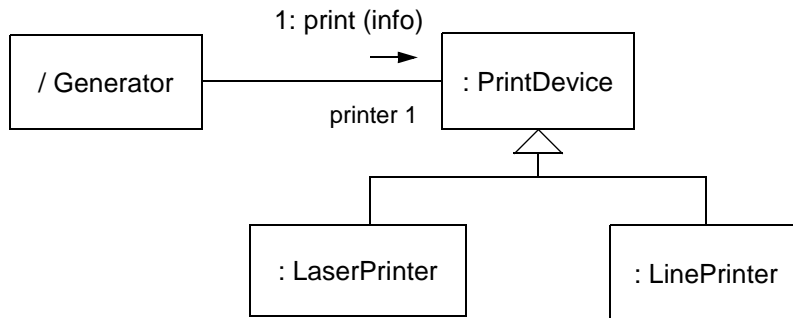 1: print (info)
/ Generator
: PrintDevice
printer 1
: LaserPrinter
: LinePrinter